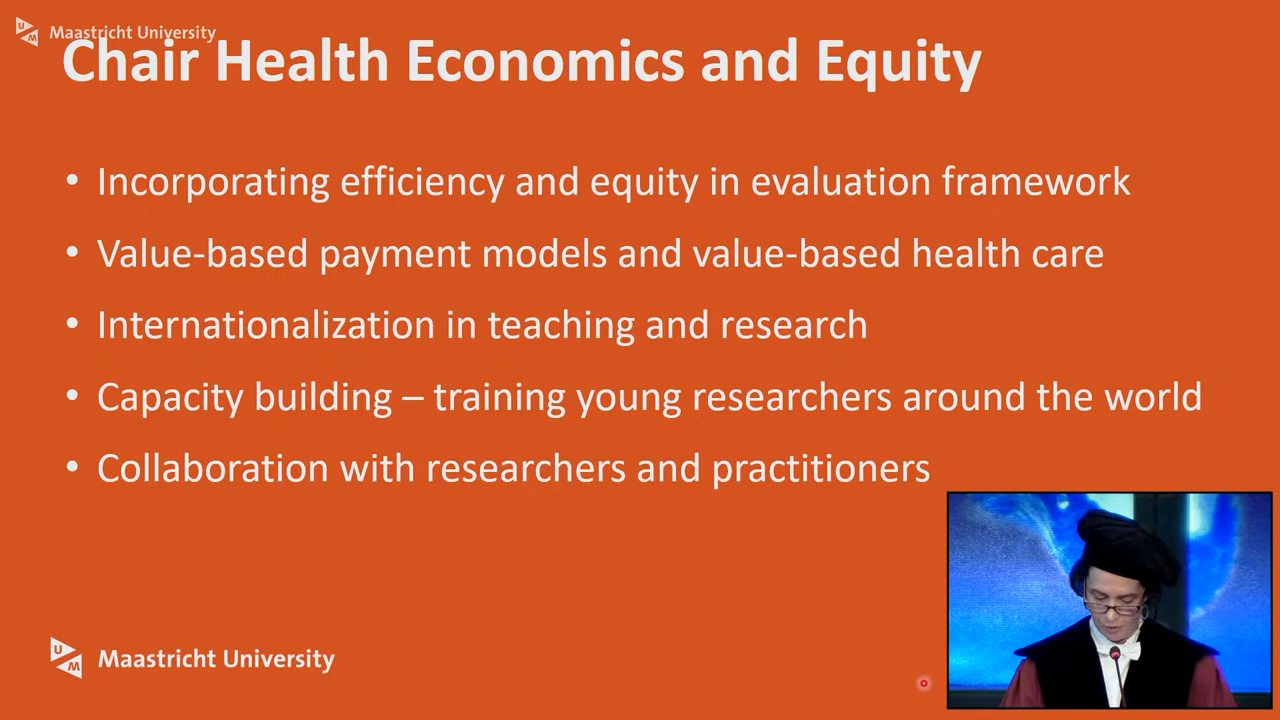 UM Maastricht University
Chair Health Economics and Equity
• Incorporating efficiency and equity in evaluation framework
• Value-based payment models and value-based health care
• Internationalization in teaching and research
• Capacity building – training young researchers around the world
• Collaboration with researchers and practitioners
UM Maastricht University